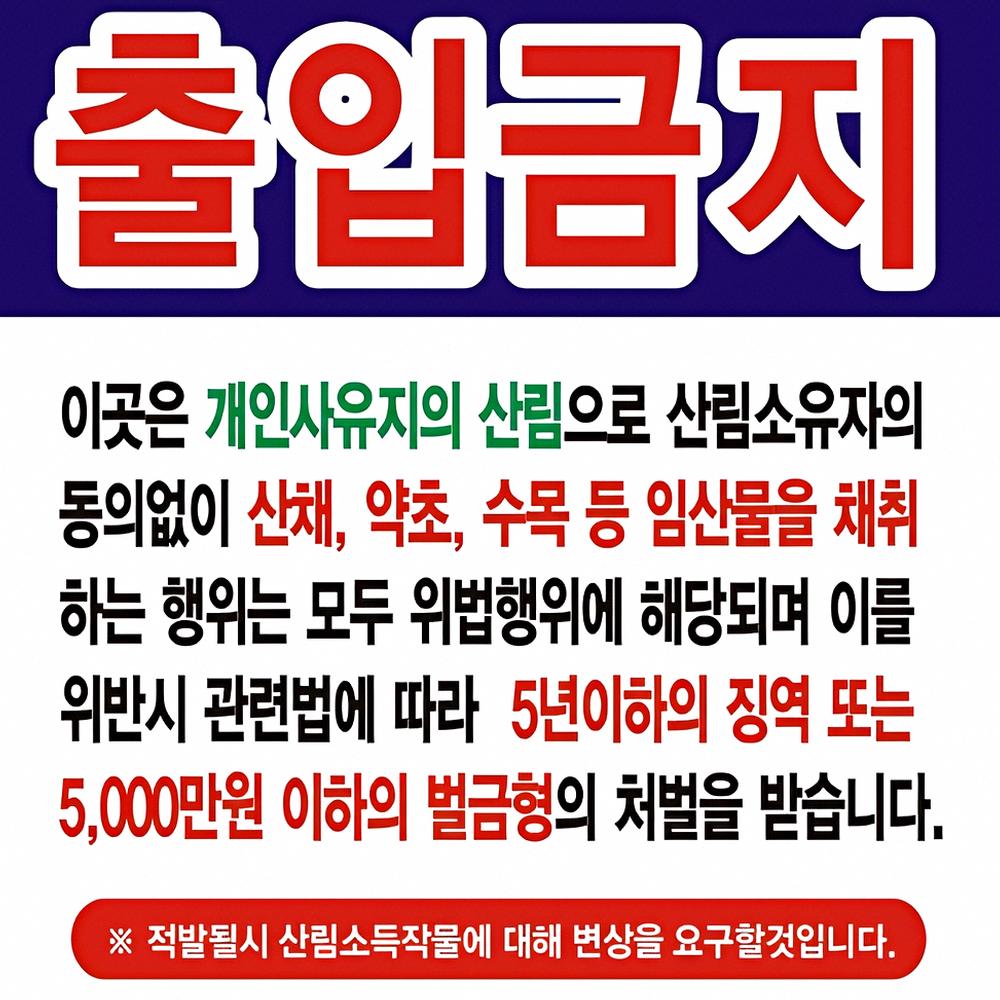 출입금지
이곳은 개인사유지의 산림으로 산림소유자의
동의없이 산채, 약초, 수목 등 임산물을 채취
하는 행위는 모두 위법행위에 해당되며 이를
위반시 관련법에 따라 5년이하의 징역 또는
5,000만원 이하의 벌금형의 처벌을 받습니다.
※ 적발될시 산림소득작물에 대해 변상을 요구할것입니다.